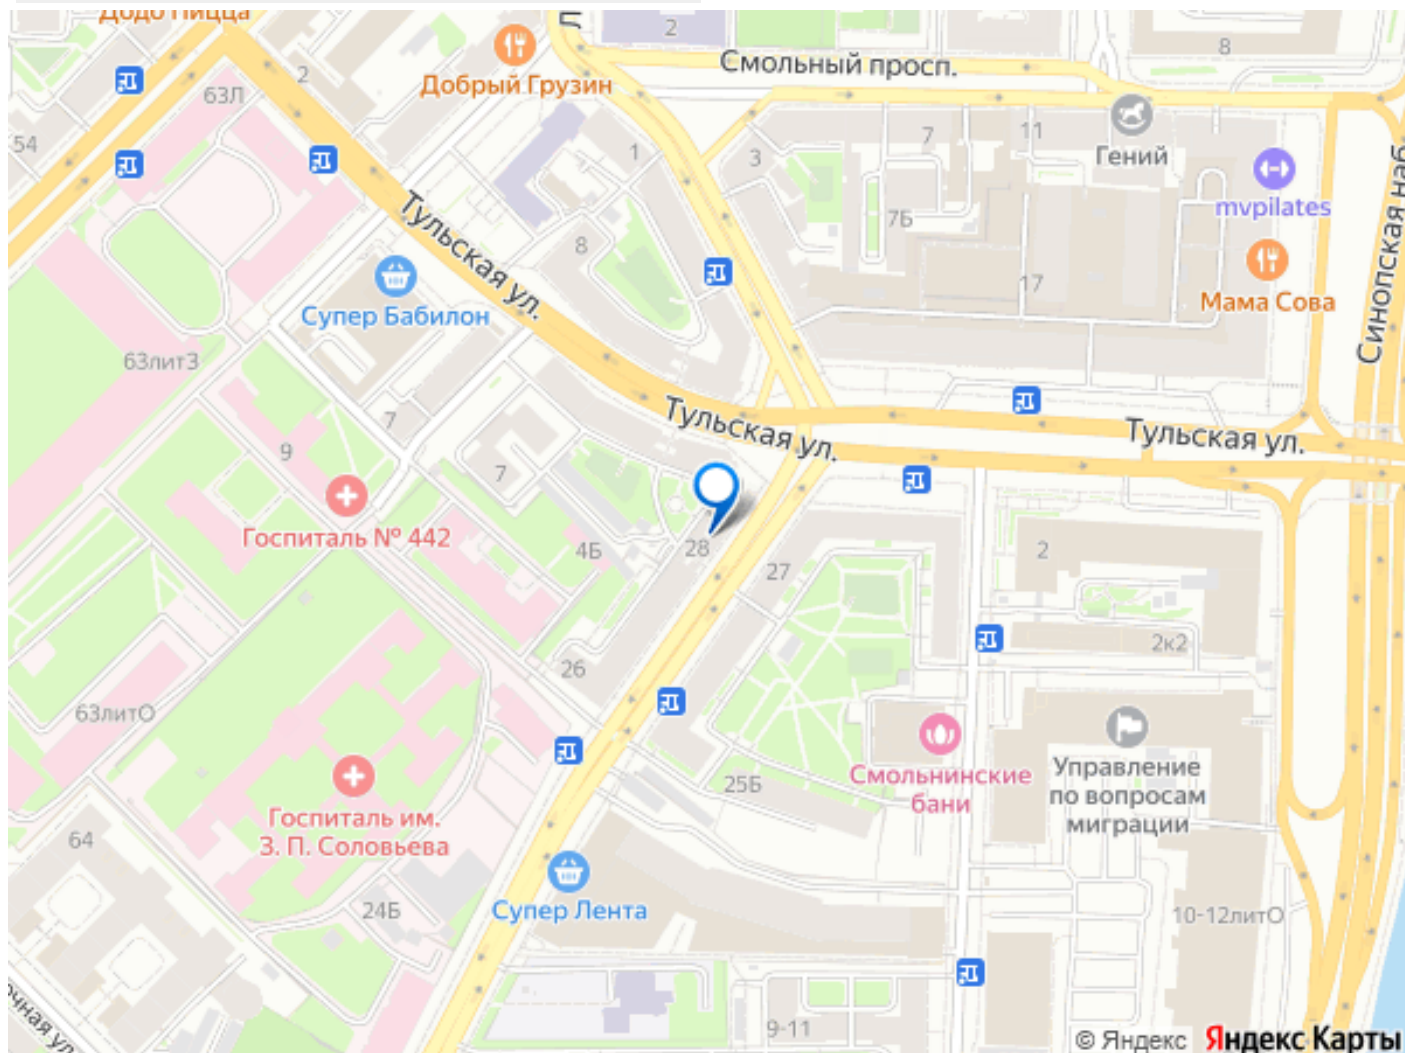 Додо Пицца
2
Смольный просп.
8
Добрый Грузин
63Л
2
54
1
3
7
11
Гений
mvpilates
7Б
8
Тульская ул.
17
Мама Сова
Синопская наб
Супер Бабилон
63литЗ
7
Тульская ул.
Тульская ул.
9
7
Госпиталь № 442
4Б
28
27
2
2к2
26
63литО
Управление
по вопросам
миграции
Смольнинские
бани
25Б
Госпиталь им.
З. П. Соловьева
64
Супер Лента
24Б
10-12литО
9-11
очная ул.
© Яндекс Яндекс Карты